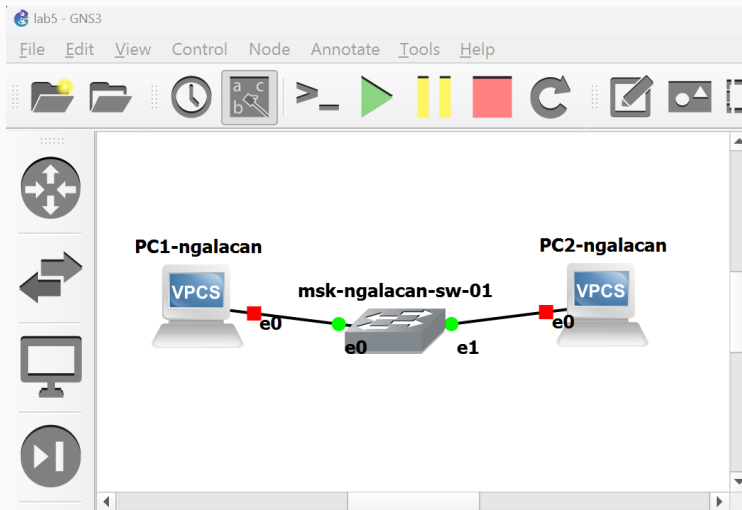 lab5 - GNS3
File Edit View Control Node Annotate Tools Help
a c
b
>_
PC1-ngalacan
PC2-ngalacan
msk-ngalacan-sw-01
VPCS
VPCS
e0
e0
e1
e0